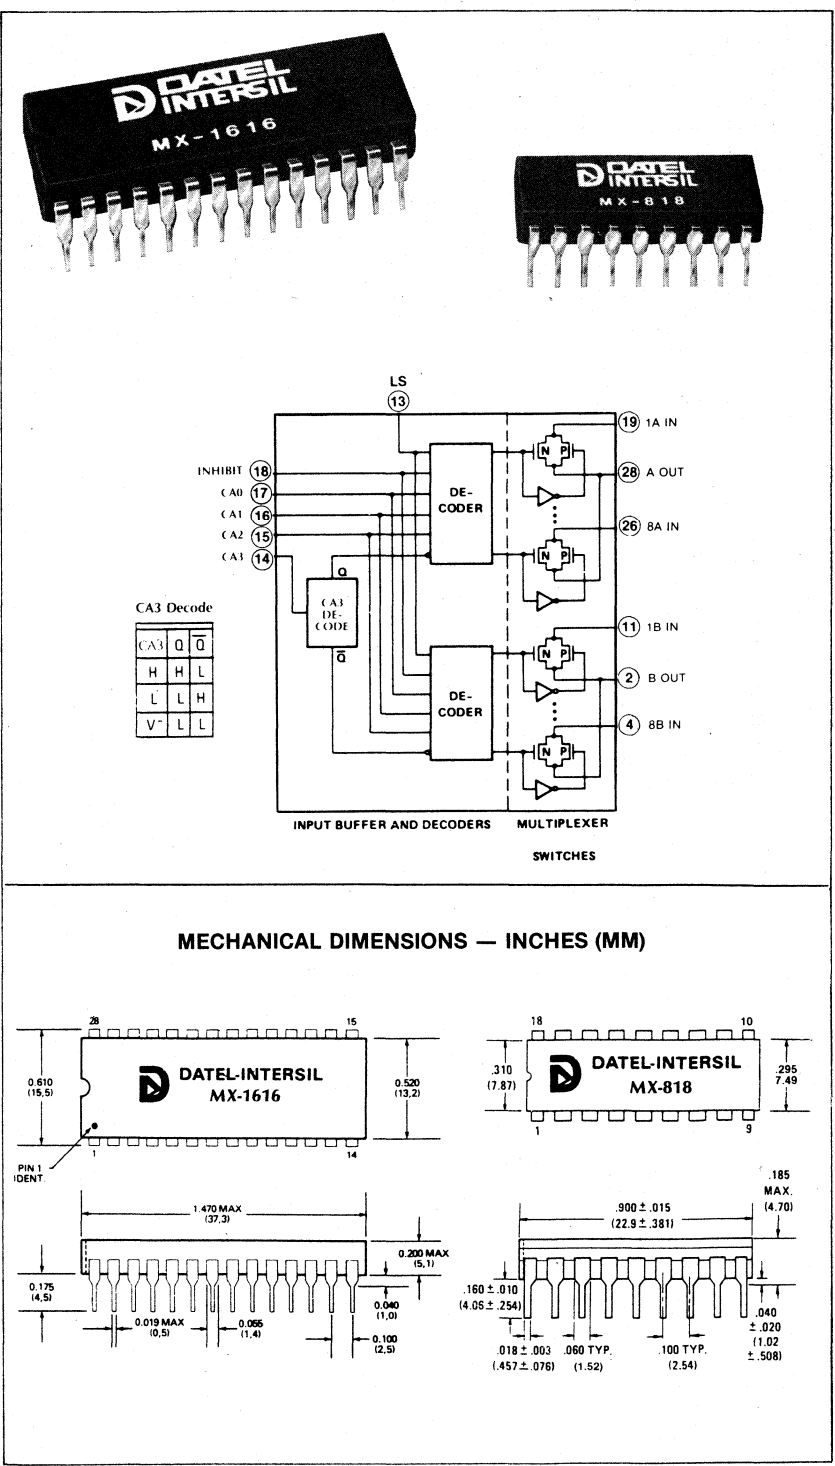 DATEL
INTERSIL
MX-1616
DATEL
INTERSIL
MX-818
LS
13
19 1A IN
28 A OUT
INHIBIT 18
CA0 17
CA1 16
CA2 15
CA3 14
DE-
CODER
N P
26 8A IN
N P
Q
CA3
DE-
CODE
Q̅
CA3 Decode
CA3 Q Q̅
H H L
L L H
V- L L
11 1B IN
N P
2 B OUT
DE-
CODER
4 8B IN
N P
INPUT BUFFER AND DECODERS
MULTIPLEXER
SWITCHES
MECHANICAL DIMENSIONS — INCHES (MM)
28
15
DATEL-INTERSIL
MX-1616
0.610
(15,5)
0.520
(13,2)
PIN 1
IDENT.
1
14
18
10
DATEL-INTERSIL
MX-818
.310
(7.87)
.295
7.49
1
9
1.470 MAX
(37,3)
0.200 MAX
(5,1)
0.175
(4,5)
0.040
(1,0)
0.019 MAX
(0,5)
0.055
(1,4)
0.100
(2,5)
.900 ± .015
(22.9 ± .381)
.185
MAX.
(4.70)
.160 ± .010
(4.06 ± .254)
.040
± .020
(1.02
± .508)
.018 ± .003
(.457 ± .076)
.060 TYP.
(1.52)
.100 TYP.
(2.54)